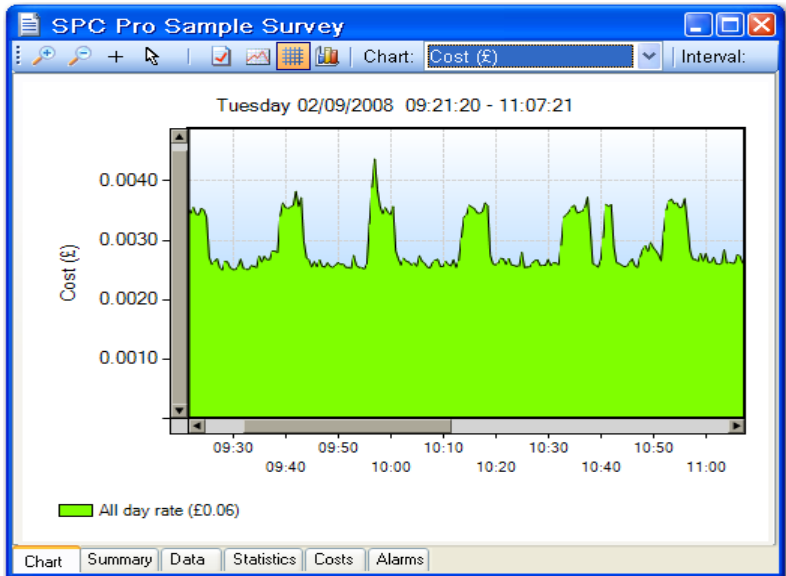 SPC Pro Sample Survey
Chart: Cost (£) Interval:
Tuesday 02/09/2008 09:21:20 - 11:07:21
0.0040
0.0030
0.0020
0.0010
Cost (£)
09:30 09:50 10:10 10:30 10:50
09:40 10:00 10:20 10:40 11:00
All day rate (£0.06)
Chart Summary Data Statistics Costs Alarms